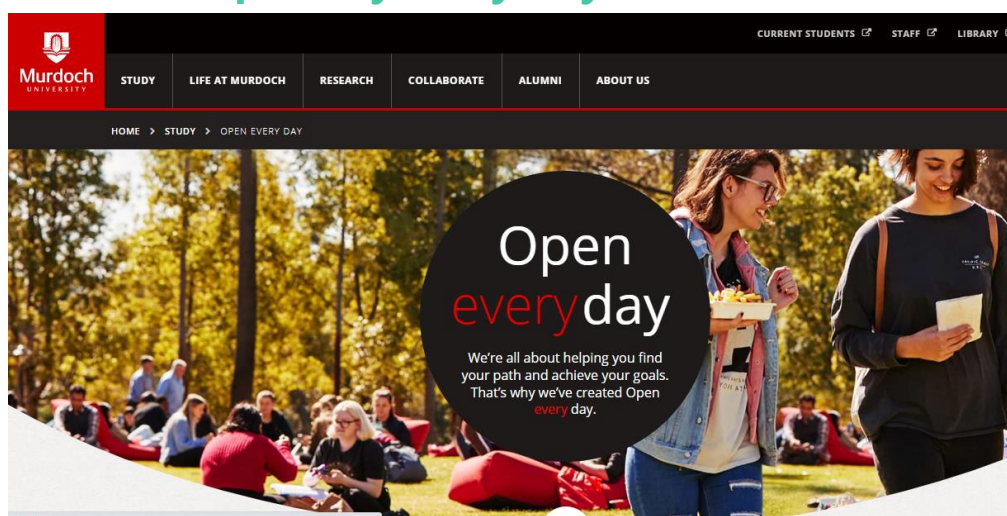 CURRENT STUDENTS STAFF LIBRARY
Murdoch
UNIVERSITY
STUDY LIFE AT MURDOCH RESEARCH COLLABORATE ALUMNI ABOUT US
HOME > STUDY > OPEN EVERY DAY
Open
everyday
We're all about helping you find
your path and achieve your goals.
That's why we've created Open
every day.